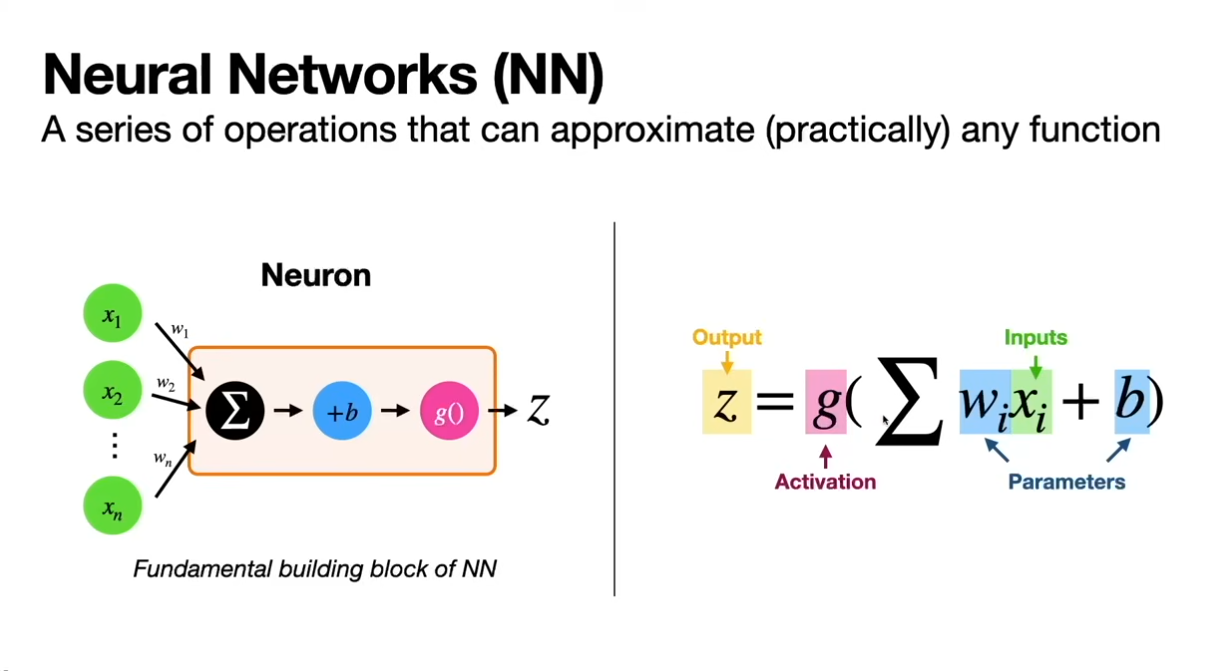 Neural Networks (NN)
A series of operations that can approximate (practically) any function
Neuron
x₁
w₁
x₂
w₂
⋮
wₙ
xₙ
Σ
+b
g()
z
Fundamental building block of NN
Output
Inputs
z = g(∑ wᵢxᵢ + b)
Activation
Parameters